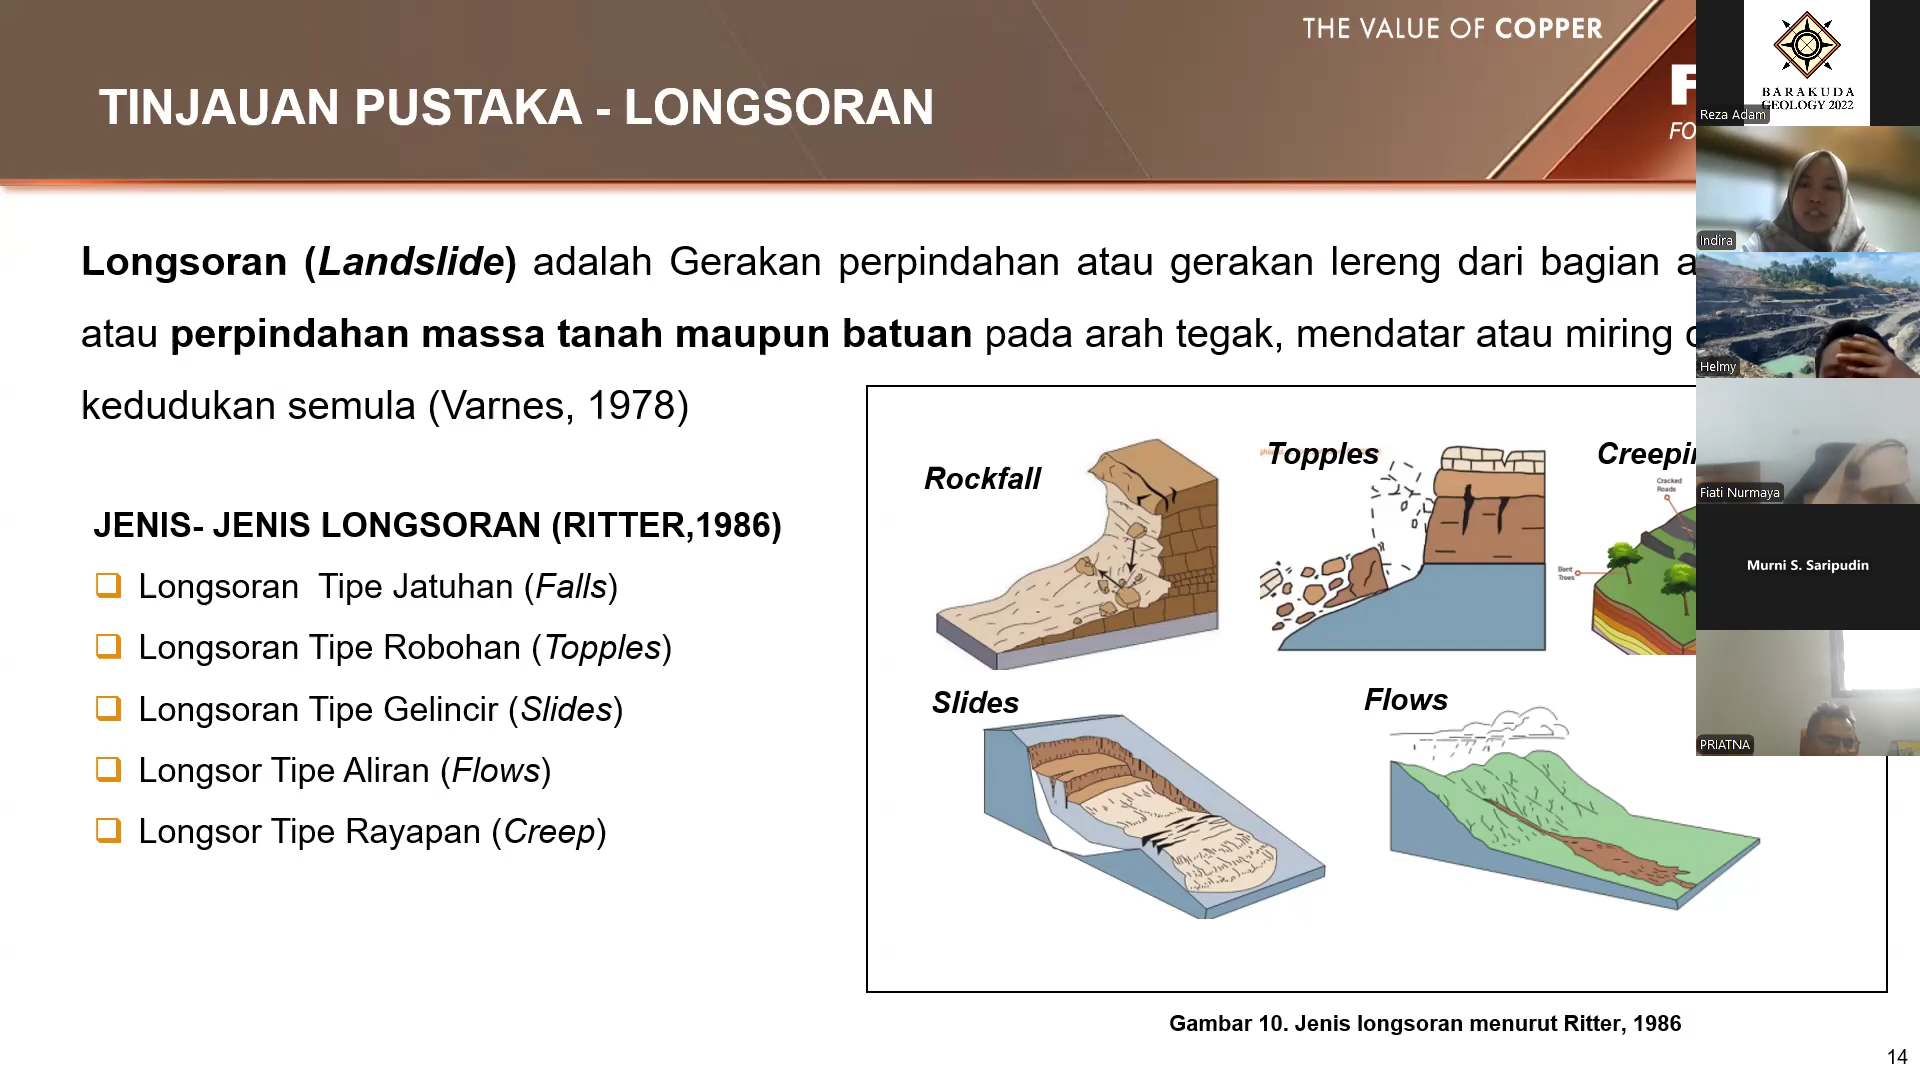 THE VALUE OF COPPER
TINJAUAN PUSTAKA - LONGSORAN
BARAKUDA
GEOLOGY 2022
Reza Adam
Indira
Helmy
Fiati Nurmaya
Murni S. Saripudin
PRIATNA
Longsoran (Landslide) adalah Gerakan perpindahan atau gerakan lereng dari bagian
atau perpindahan massa tanah maupun batuan pada arah tegak, mendatar atau miring
kedudukan semula (Varnes, 1978)
JENIS- JENIS LONGSORAN (RITTER,1986)
Longsoran Tipe Jatuhan (Falls)
Longsoran Tipe Robohan (Topples)
Longsoran Tipe Gelincir (Slides)
Longsor Tipe Aliran (Flows)
Longsor Tipe Rayapan (Creep)
Rockfall
Topples
Cracked
Roads
Bent
Trees
Slides
Flows
Gambar 10. Jenis longsoran menurut Ritter, 1986
14